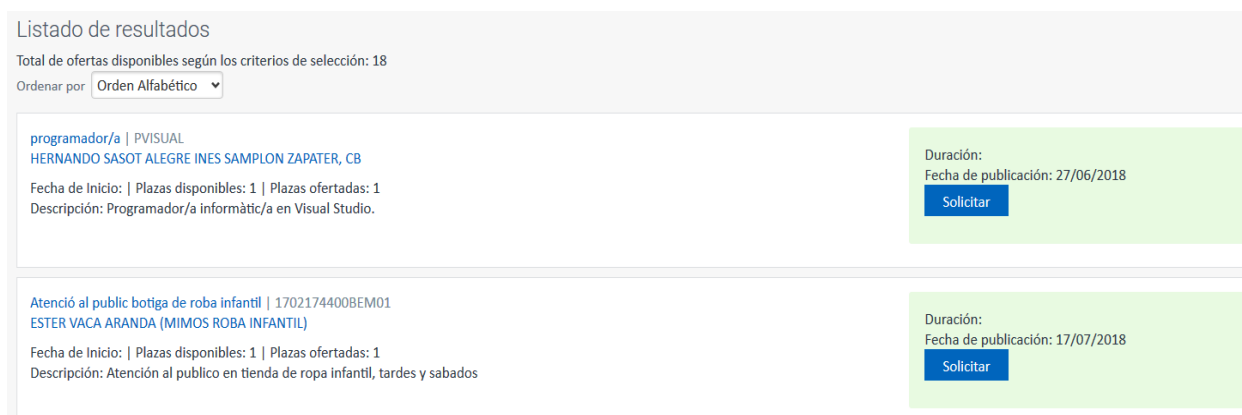 Listado de resultados
Total de ofertas disponibles según los criterios de selección: 18
Ordenar por Orden Alfabético
programador/a | PVISUAL
HERNANDO SASOT ALEGRE INES SAMPLON ZAPATER, CB
Fecha de Inicio: | Plazas disponibles: 1 | Plazas ofertadas: 1
Descripción: Programador/a informàtic/a en Visual Studio.
Duración:
Fecha de publicación: 27/06/2018
Solicitar
Atenció al public botiga de roba infantil | 1702174400BEM01
ESTER VACA ARANDA (MIMOS ROBA INFANTIL)
Fecha de Inicio: | Plazas disponibles: 1 | Plazas ofertadas: 1
Descripción: Atención al publico en tienda de ropa infantil, tardes y sabados
Duración:
Fecha de publicación: 17/07/2018
Solicitar